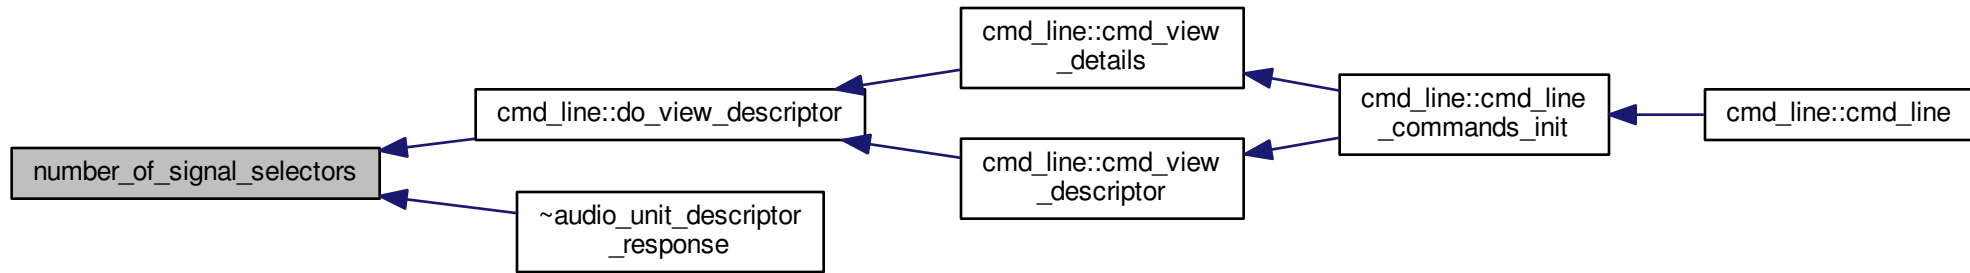 number_of_signal_selectors
cmd_line::do_view_descriptor
~audio_unit_descriptor
_response
cmd_line::cmd_view
_details
cmd_line::cmd_view
_descriptor
cmd_line::cmd_line
_commands_init
cmd_line::cmd_line